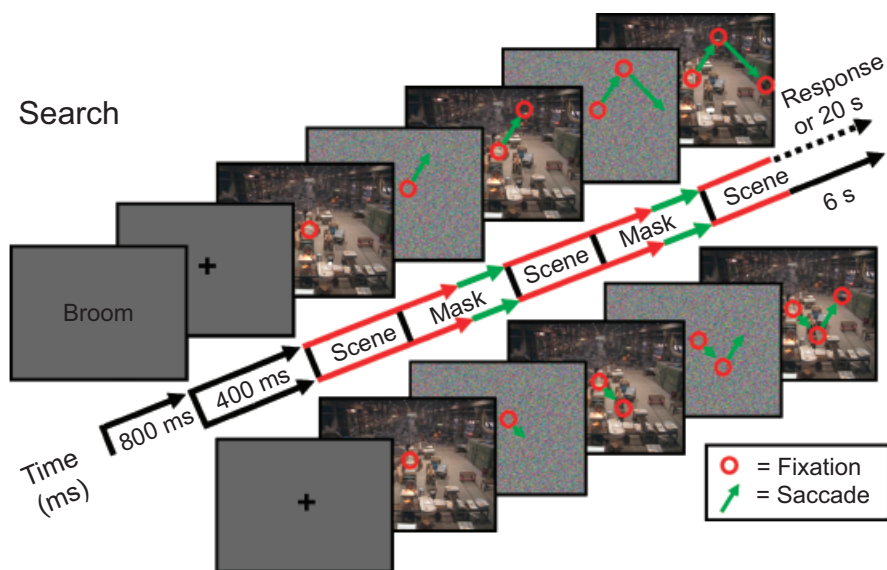 Search
Broom
+
+
800 ms
400 ms
Scene
Mask
Scene
Mask
Scene
Response
or 20 s
6 s
Time
(ms)
= Fixation
= Saccade